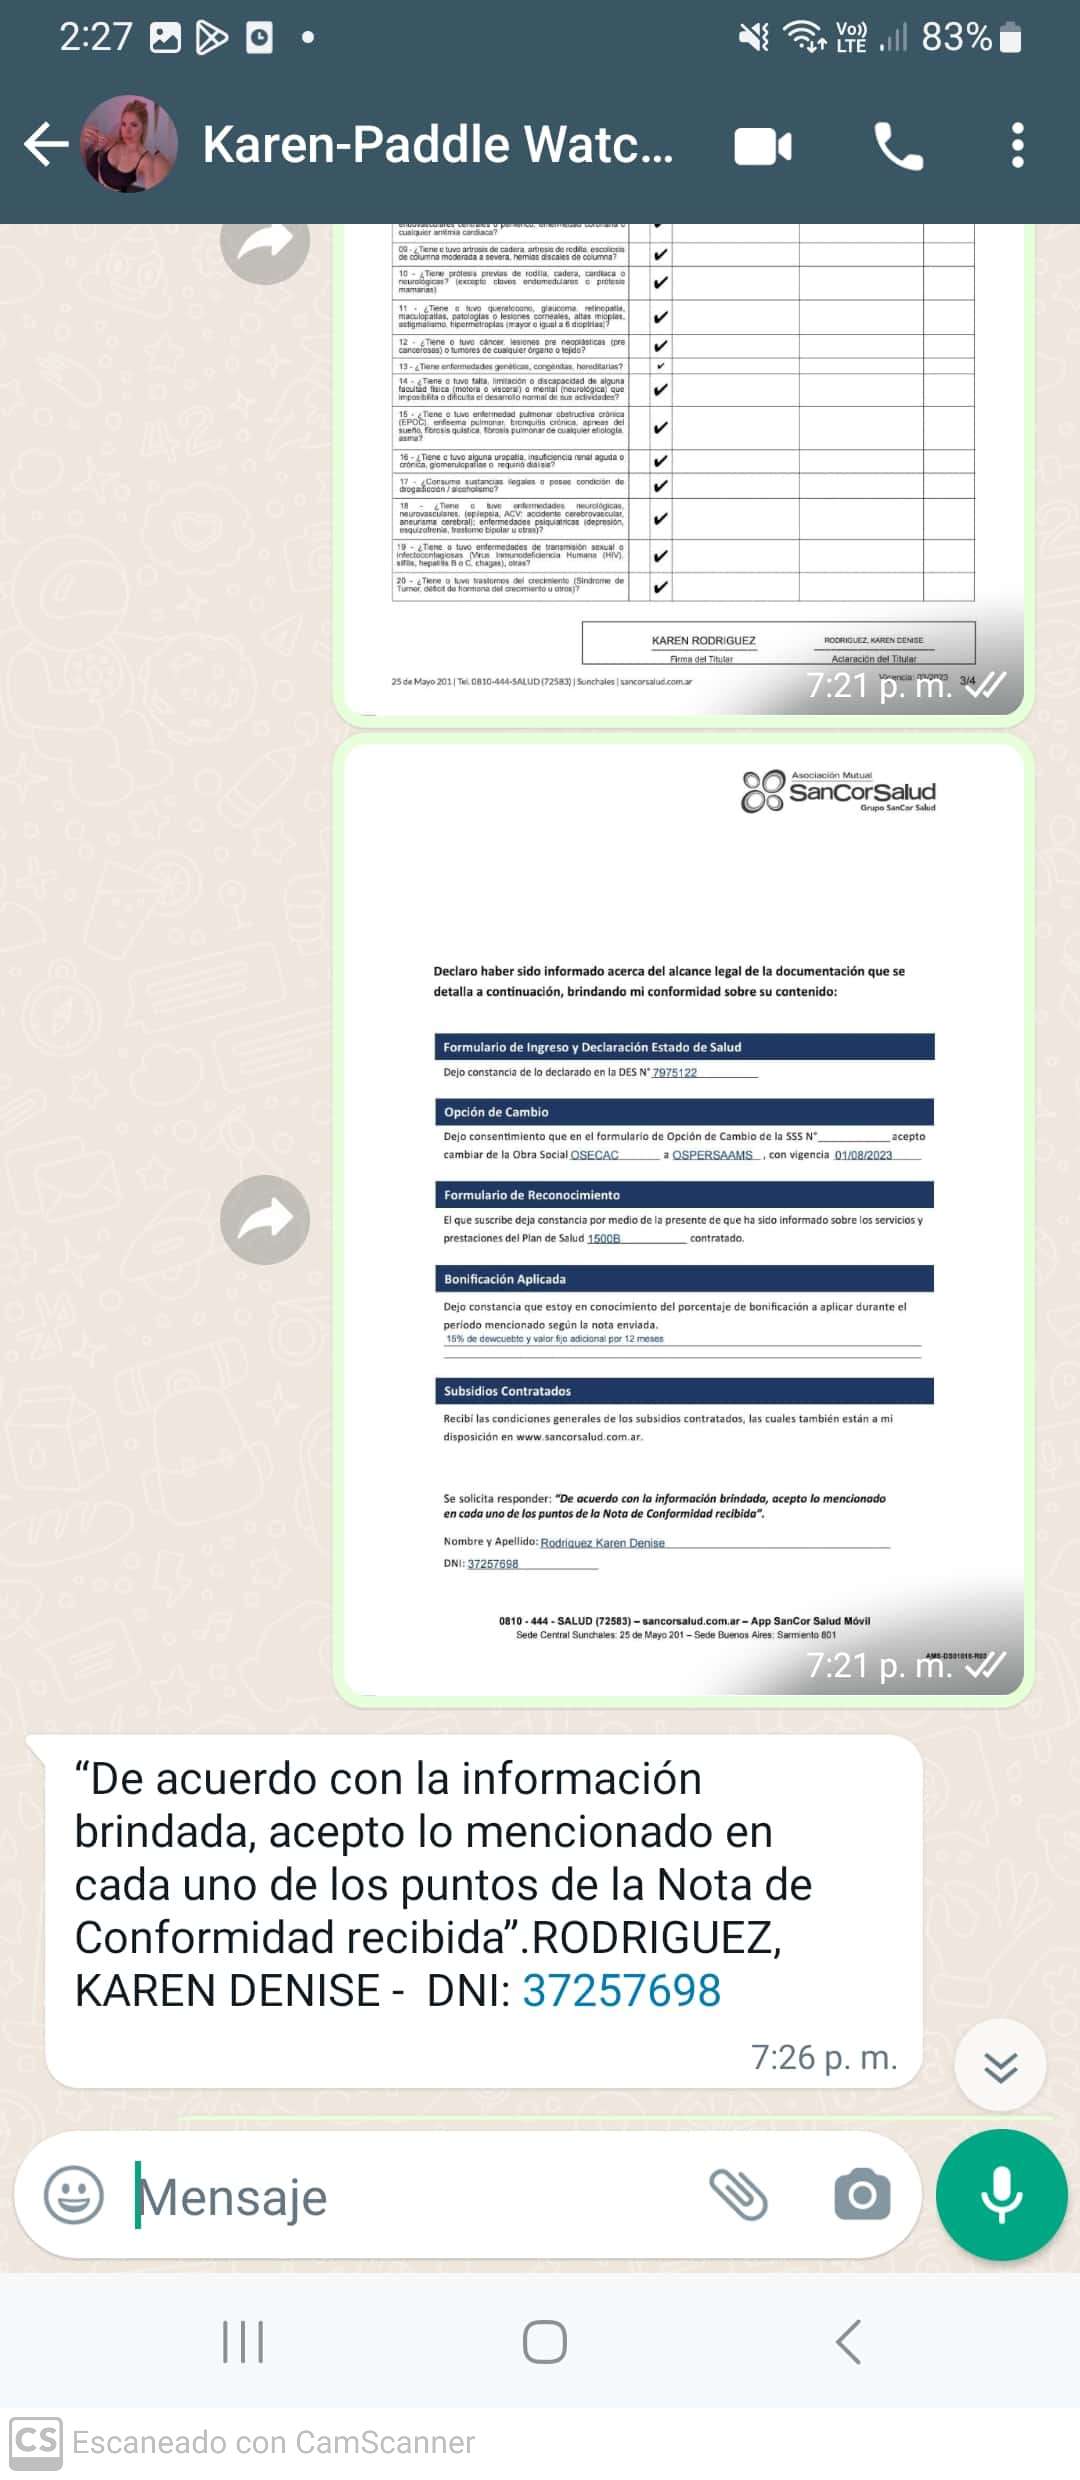 2:27
Vo))
LTE
83%
Karen-Paddle Watc...
cualquier arritmia cardiaca?
09 - ¿Tiene o tuvo artrosis de cadera, artrosis de rodilla, escoliosis
de columna moderada a severa, hernias discales de columna?
10 - ¿Tiene prótesis previas de rodilla, cadera, cardíaca o
neurológicas? (excepto clavos endomedulares o prótesis
mamarias)
11 - ¿Tiene o tuvo queratocono, glaucoma, retinopatía,
maculopatías, patologías o lesiones corneales, altas miopías,
astigmatismo, hipermetropías (mayor o igual a 6 dioptrías)?
12 - ¿Tiene o tuvo cáncer, lesiones pre neoplásicas (pre
cancerosas) o tumores de cualquier órgano o tejido?
13 - ¿Tiene enfermedades genéticas, congénitas, hereditarias?
14 - ¿Tiene o tuvo falta, limitación o discapacidad de alguna
facultad física (motora o visceral) o mental (neurológica) que
imposibilita o dificulta el desarrollo normal de sus actividades?
15 - ¿Tiene o tuvo enfermedad pulmonar obstructiva crónica
(EPOC), enfisema pulmonar, bronquitis crónica, apneas del
sueño, fibrosis quística, fibrosis pulmonar de cualquier etiología,
asma?
16 - ¿Tiene o tuvo alguna uropatía, insuficiencia renal aguda o
crónica, glomerulopatías o requirió diálisis?
17 - ¿Consume sustancias ilegales o posee condición de
drogadicción / alcoholismo?
18 - ¿Tiene o tuvo enfermedades neurológicas,
neurovasculares, (epilepsia, ACV: accidente cerebrovascular,
aneurisma cerebral); enfermedades psiquiátricas (depresión,
esquizofrenia, trastorno bipolar u otras)?
19 - ¿Tiene o tuvo enfermedades de transmisión sexual o
infectocontagiosas (Virus Inmunodeficiencia Humana (HIV),
sífilis, hepatitis B o C, chagas), otras?
20 - ¿Tiene o tuvo trastornos del crecimiento (Síndrome de
Turner, déficit de hormona del crecimiento u otros)?
KAREN RODRIGUEZ
RODRIGUEZ, KAREN DENISE
Firma del Titular
Aclaración del Titular
25 de Mayo 201 | Tel. 0810-444-SALUD (72583) | Sunchales | sancorsalud.com.ar
Vigencia: 03/2023 3/4
7:21 p. m.
Asociación Mutual
SanCorSalud
Grupo SanCor Salud
Declaro haber sido informado acerca del alcance legal de la documentación que se
detalla a continuación, brindando mi conformidad sobre su contenido:
Formulario de Ingreso y Declaración Estado de Salud
Dejo constancia de lo declarado en la DES N° 7975122
Opción de Cambio
Dejo consentimiento que en el formulario de Opción de Cambio de la SSS N°__________ acepto
cambiar de la Obra Social OSECAC a OSPERSAAMS , con vigencia 01/08/2023
Formulario de Reconocimiento
El que suscribe deja constancia por medio de la presente de que ha sido informado sobre los servicios y
prestaciones del Plan de Salud 1500B contratado.
Bonificación Aplicada
Dejo constancia que estoy en conocimiento del porcentaje de bonificación a aplicar durante el
período mencionado según la nota enviada.
15% de dewcuebto y valor fijo adicional por 12 meses
Subsidios Contratados
Recibí las condiciones generales de los subsidios contratados, las cuales también están a mi
disposición en www.sancorsalud.com.ar.
Se solicita responder: "De acuerdo con la información brindada, acepto lo mencionado
en cada uno de los puntos de la Nota de Conformidad recibida".
Nombre y Apellido: Rodriguez Karen Denise
DNI: 37257698
0810 - 444 - SALUD (72583) – sancorsalud.com.ar – App SanCor Salud Móvil
Sede Central Sunchales: 25 de Mayo 201 – Sede Buenos Aires: Sarmiento 801
7:21 p. m.
“De acuerdo con la información
brindada, acepto lo mencionado en
cada uno de los puntos de la Nota de
Conformidad recibida”.RODRIGUEZ,
KAREN DENISE - DNI: 37257698
7:26 p. m.
Mensaje
CS Escaneado con CamScanner